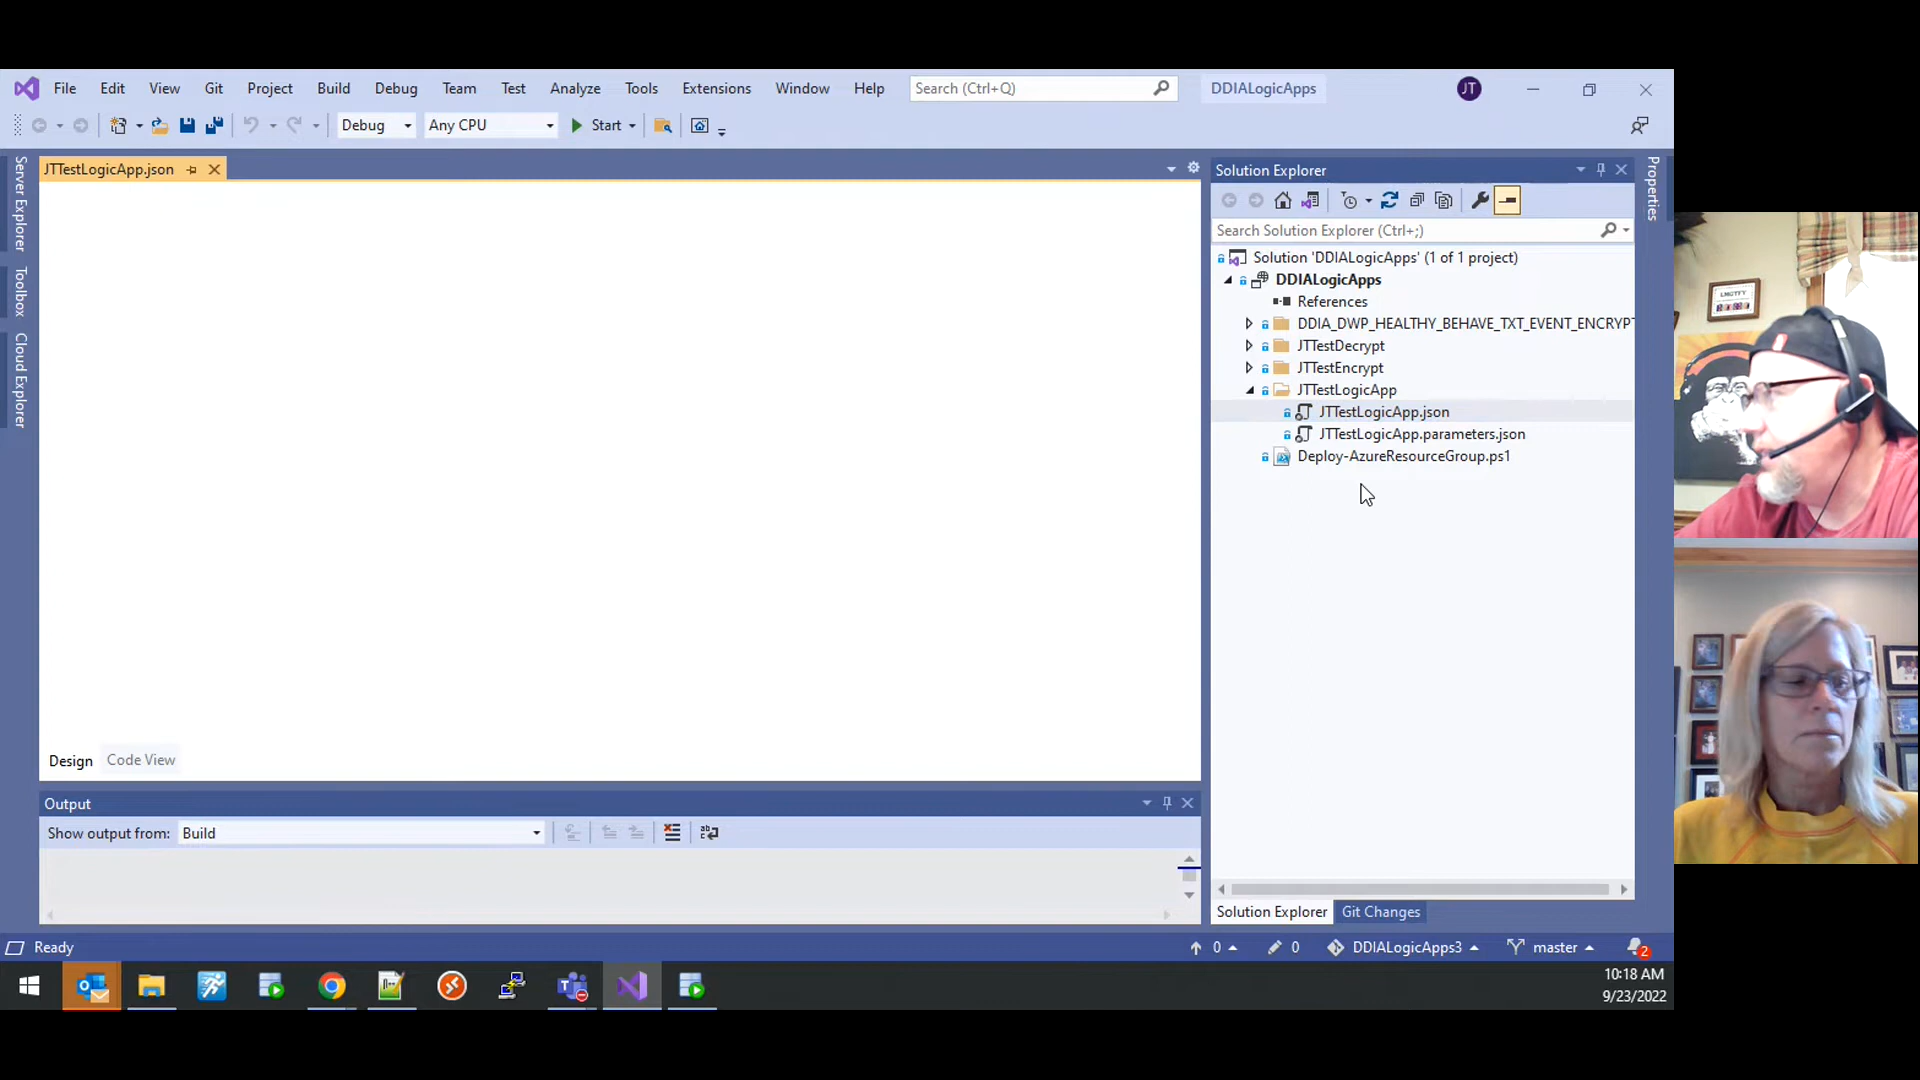 File Edit View Git Project Build Debug Team Test Analyze Tools Extensions Window Help Search (Ctrl+Q) DDIALogicApps JT
Debug Any CPU Start
JTTestLogicApp.json
Server Explorer
Toolbox
Cloud Explorer
Design Code View
Output
Show output from: Build
Solution Explorer
Search Solution Explorer (Ctrl+;)
Solution 'DDIALogicApps' (1 of 1 project)
DDIALogicApps
References
DDIA_DWP_HEALTHY_BEHAVE_TXT_EVENT_ENCRYPT
JTTestDecrypt
JTTestEncrypt
JTTestLogicApp
JTTestLogicApp.json
JTTestLogicApp.parameters.json
Deploy-AzureResourceGroup.ps1
Solution Explorer Git Changes
Properties
Ready 0 0 DDIALogicApps3 master 2
10:18 AM
9/23/2022
LMGTFY